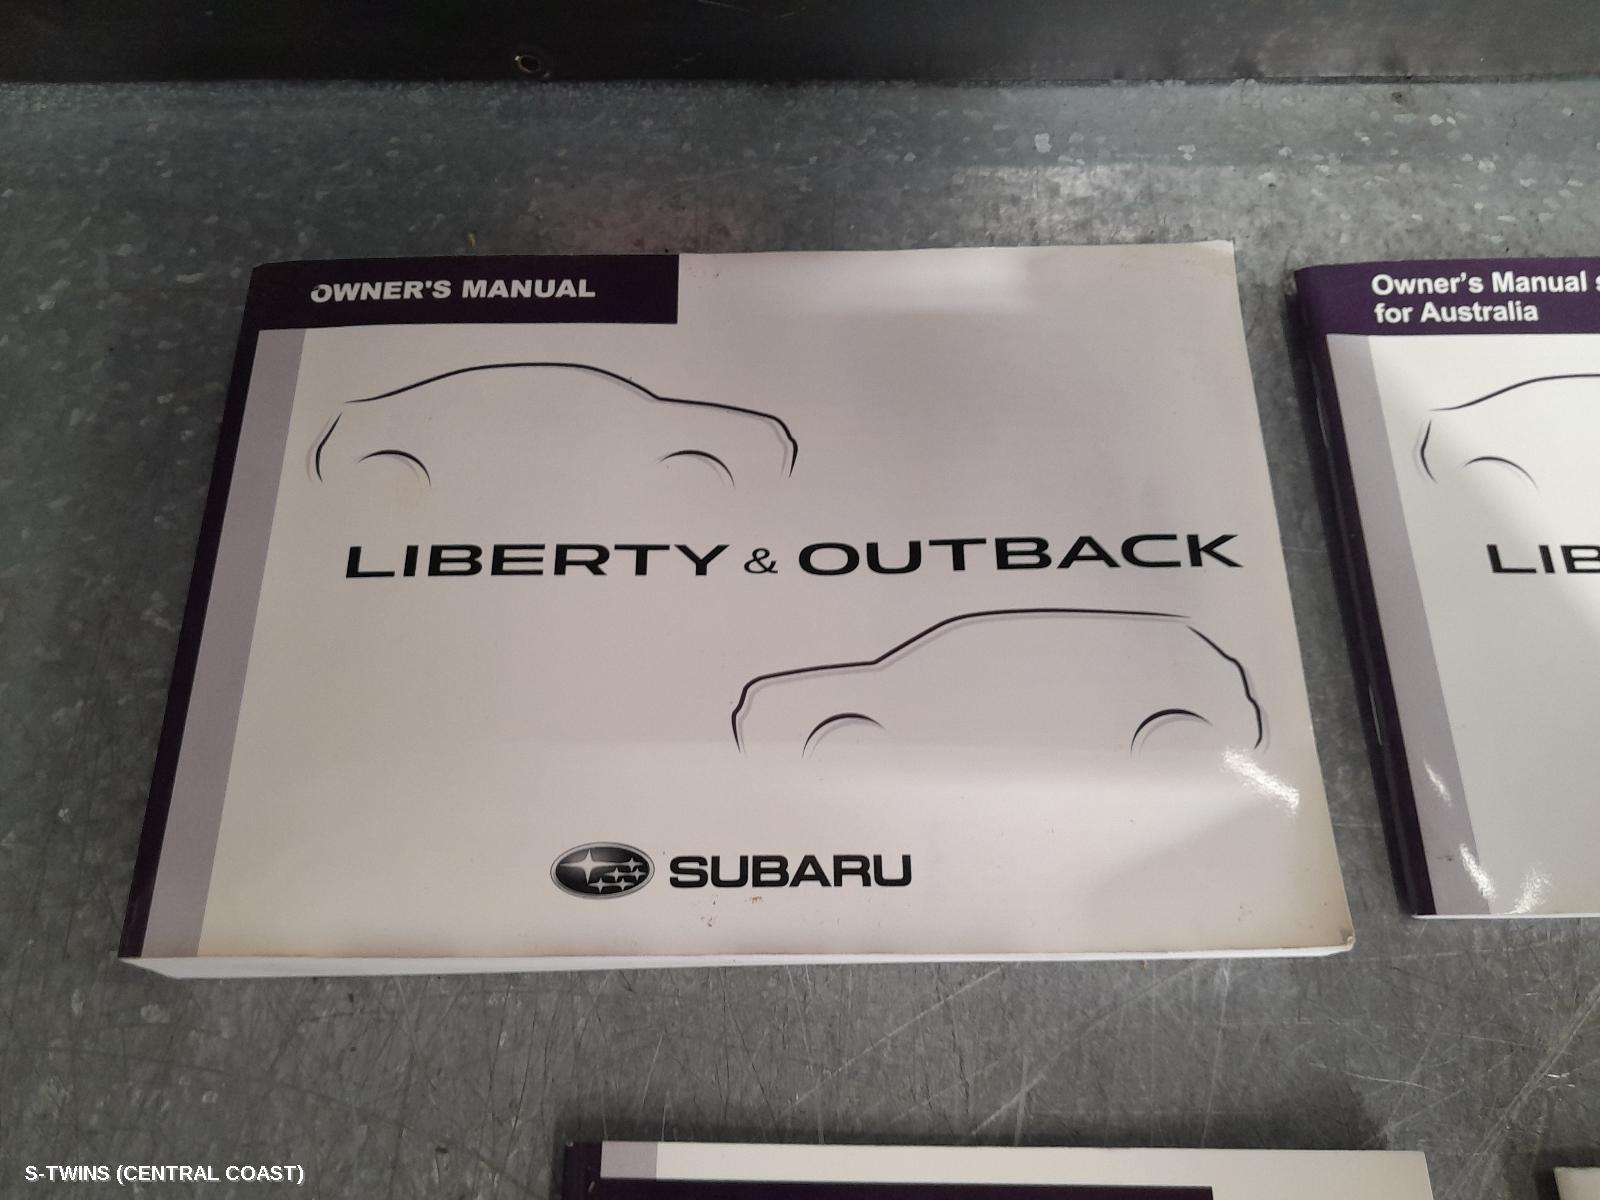 OWNER'S MANUAL
LIBERTY & OUTBACK
SUBARU
Owner's Manual
for Australia
S-TWINS (CENTRAL COAST)